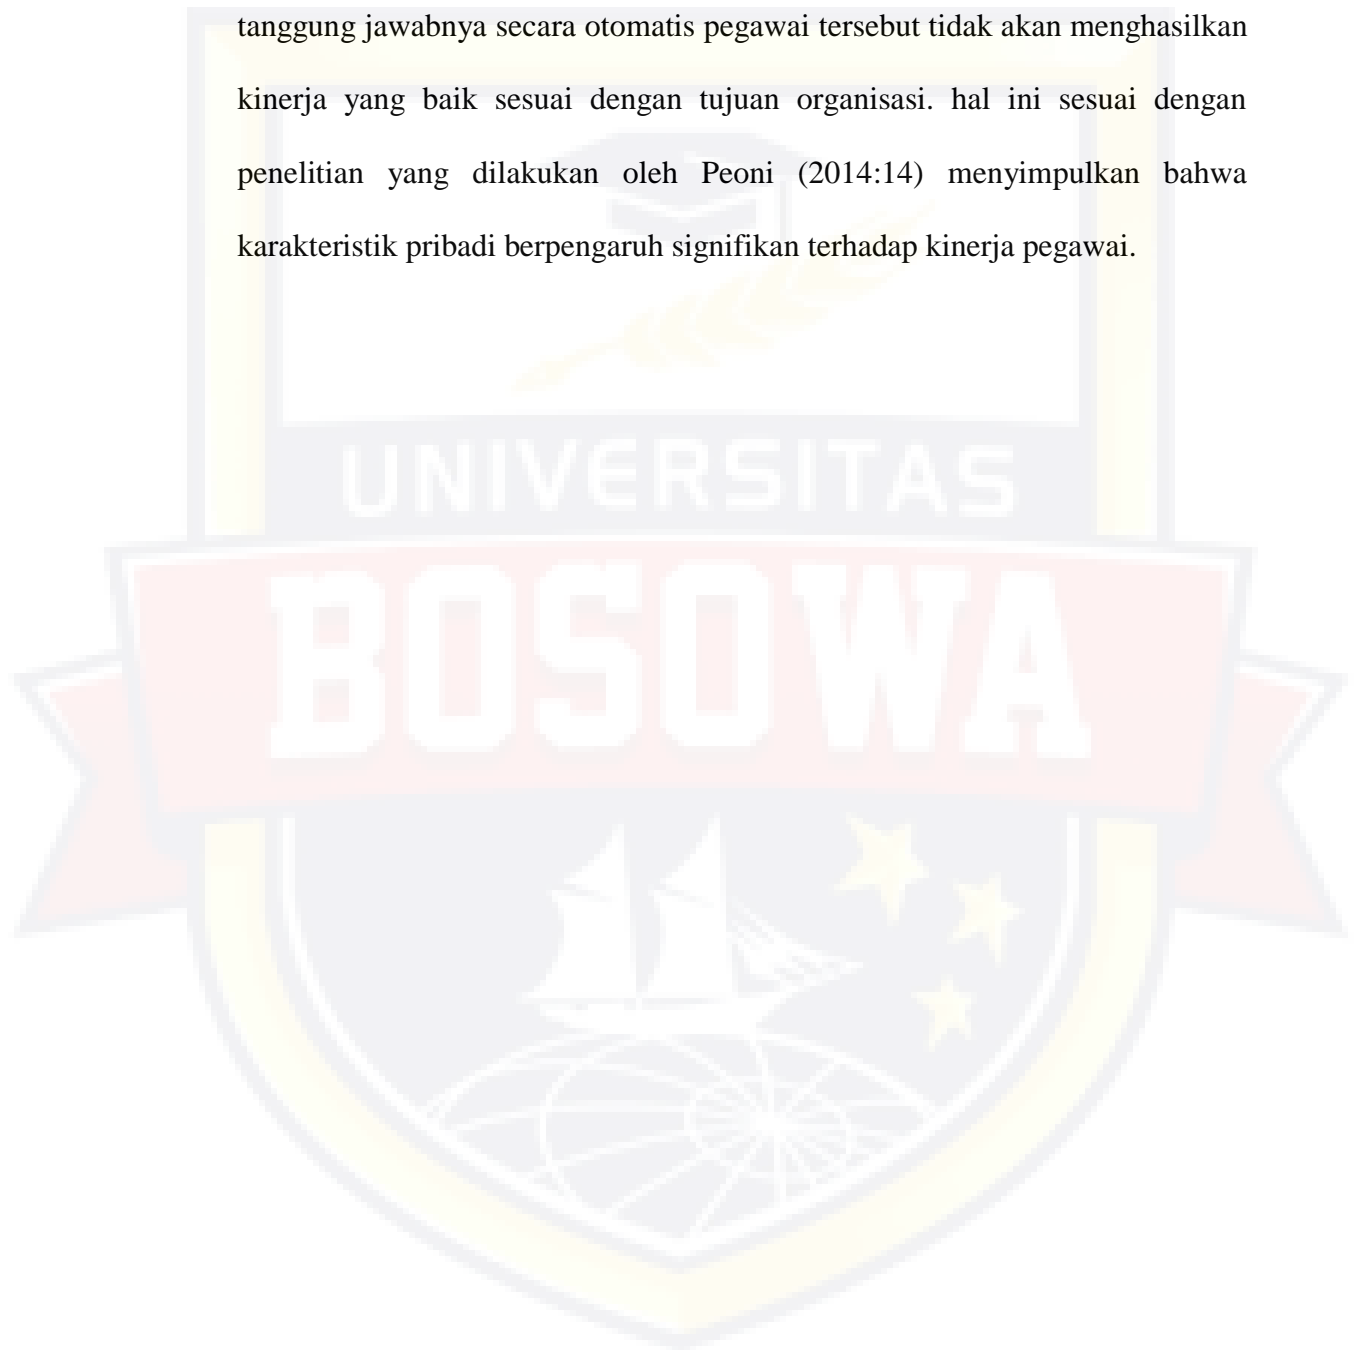 tanggung jawabnya secara otomatis pegawai tersebut tidak akan menghasilkan
kinerja yang baik sesuai dengan tujuan organisasi. hal ini sesuai dengan
penelitian yang dilakukan oleh Peoni (2014:14) menyimpulkan bahwa
karakteristik pribadi berpengaruh signifikan terhadap kinerja pegawai.
UNIVERSITAS
BOSOWA